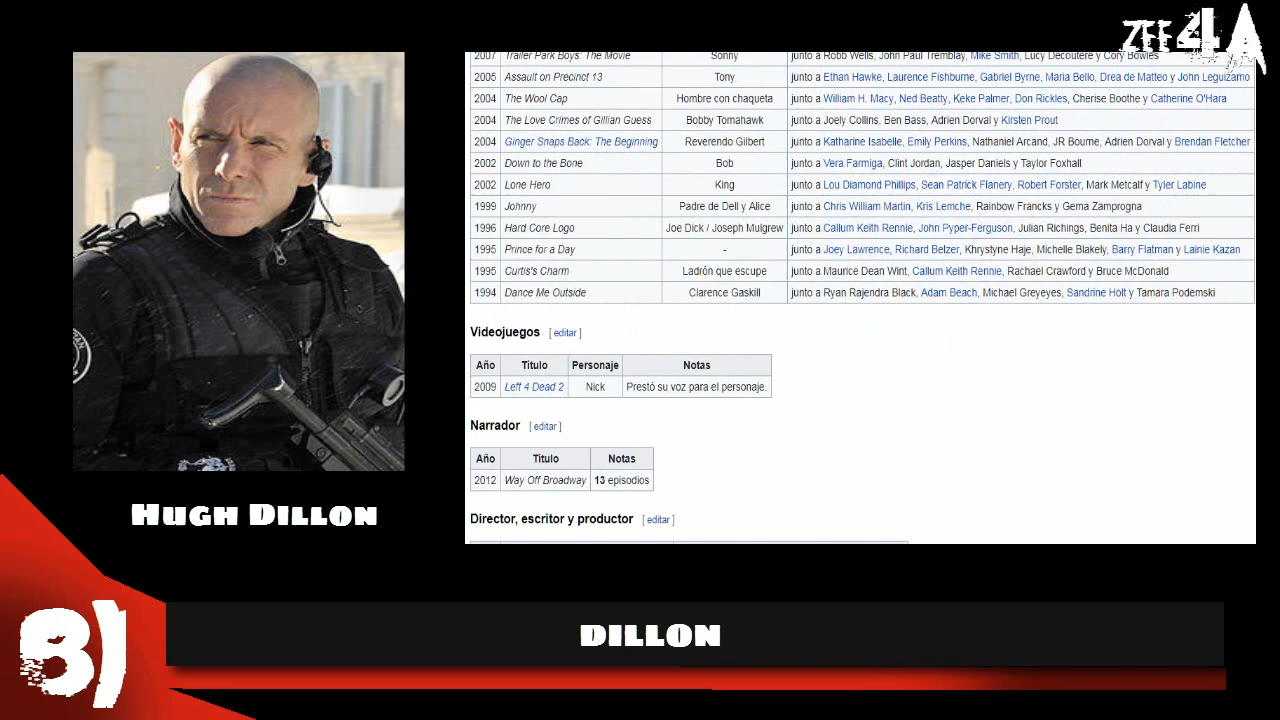 ZEE4A
2007 Trailer Park Boys: The Movie Sonny junto a Robb Wells, John Paul Tremblay, Mike Smith, Lucy Decoutere y Cory Bowles
2005 Assault on Precinct 13 Tony junto a Ethan Hawke, Laurence Fishburne, Gabriel Byrne, Maria Bello, Drea de Matteo y John Leguizamo
2004 The Wool Cap Hombre con chaqueta junto a William H. Macy, Ned Beatty, Keke Palmer, Don Rickles, Cherise Boothe y Catherine O'Hara
2004 The Love Crimes of Gillian Guess Bobby Tomahawk junto a Joely Collins, Ben Bass, Adrien Dorval y Kirsten Prout
2004 Ginger Snaps Back: The Beginning Reverendo Gilbert junto a Katharine Isabelle, Emily Perkins, Nathaniel Arcand, JR Bourne, Adrien Dorval y Brendan Fletcher
2002 Down to the Bone Bob junto a Vera Farmiga, Clint Jordan, Jasper Daniels y Taylor Foxhall
2002 Lone Hero King junto a Lou Diamond Phillips, Sean Patrick Flanery, Robert Forster, Mark Metcalf y Tyler Labine
1999 Johnny Padre de Dell y Alice junto a Chris William Martin, Kris Lemche, Rainbow Francks y Gema Zamprogna
1996 Hard Core Logo Joe Dick / Joseph Mulgrew junto a Callum Keith Rennie, John Pyper-Ferguson, Julian Richings, Benita Ha y Claudia Ferri
1995 Prince for a Day - junto a Joey Lawrence, Richard Belzer, Khrystyne Haje, Michelle Blakely, Barry Flatman y Lainie Kazan
1995 Curtis's Charm Ladrón que escupe junto a Maurice Dean Wint, Callum Keith Rennie, Rachael Crawford y Bruce McDonald
1994 Dance Me Outside Clarence Gaskill junto a Ryan Rajendra Black, Adam Beach, Michael Greyeyes, Sandrine Holt y Tamara Podemski
Videojuegos [ editar ]
Año Título Personaje Notas
2009 Left 4 Dead 2 Nick Prestó su voz para el personaje.
Narrador [ editar ]
Año Título Notas
2012 Way Off Broadway 13 episodios
Director, escritor y productor [ editar ]
Hugh Dillon
8)
DILLON